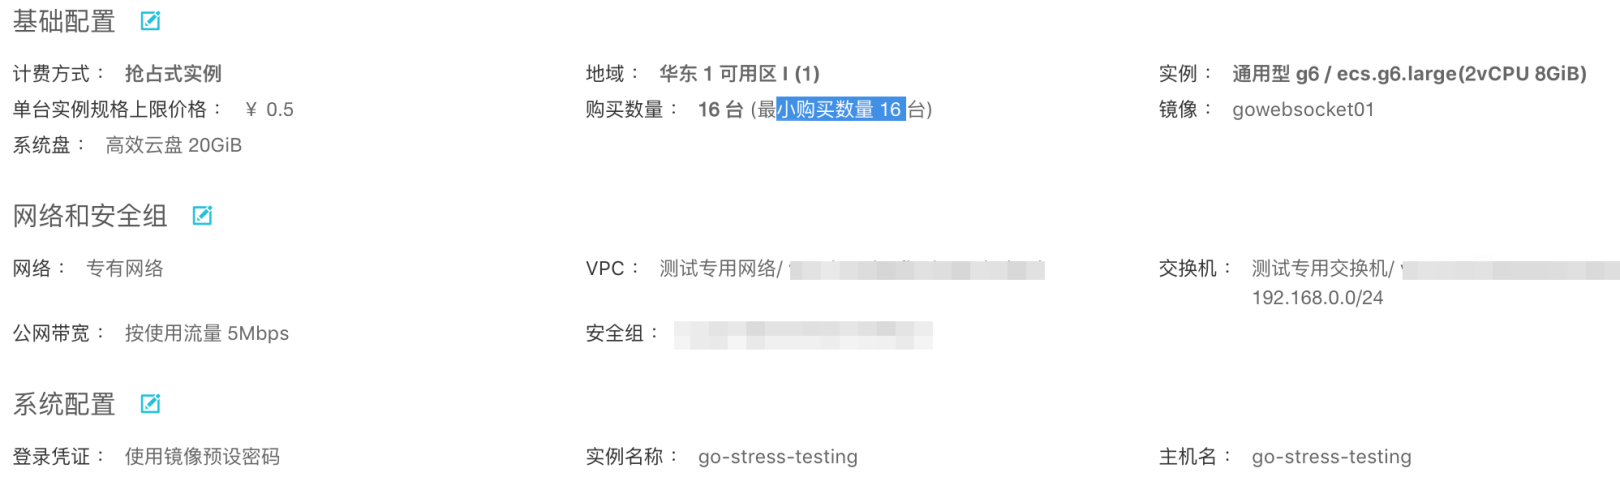 基础配置
计费方式： 抢占式实例 地域： 华东 1 可用区 I (1) 实例： 通用型 g6 / ecs.g6.large(2vCPU 8GiB)
单台实例规格上限价格： ¥ 0.5 购买数量： 16 台 (最小购买数量 16 台) 镜像： gowebsocket01
系统盘： 高效云盘 20GiB
网络和安全组
网络： 专有网络 VPC： 测试专用网络/ 交换机： 测试专用交换机/
192.168.0.0/24
公网带宽： 按使用流量 5Mbps 安全组：
系统配置
登录凭证： 使用镜像预设密码 实例名称： go-stress-testing 主机名： go-stress-testing